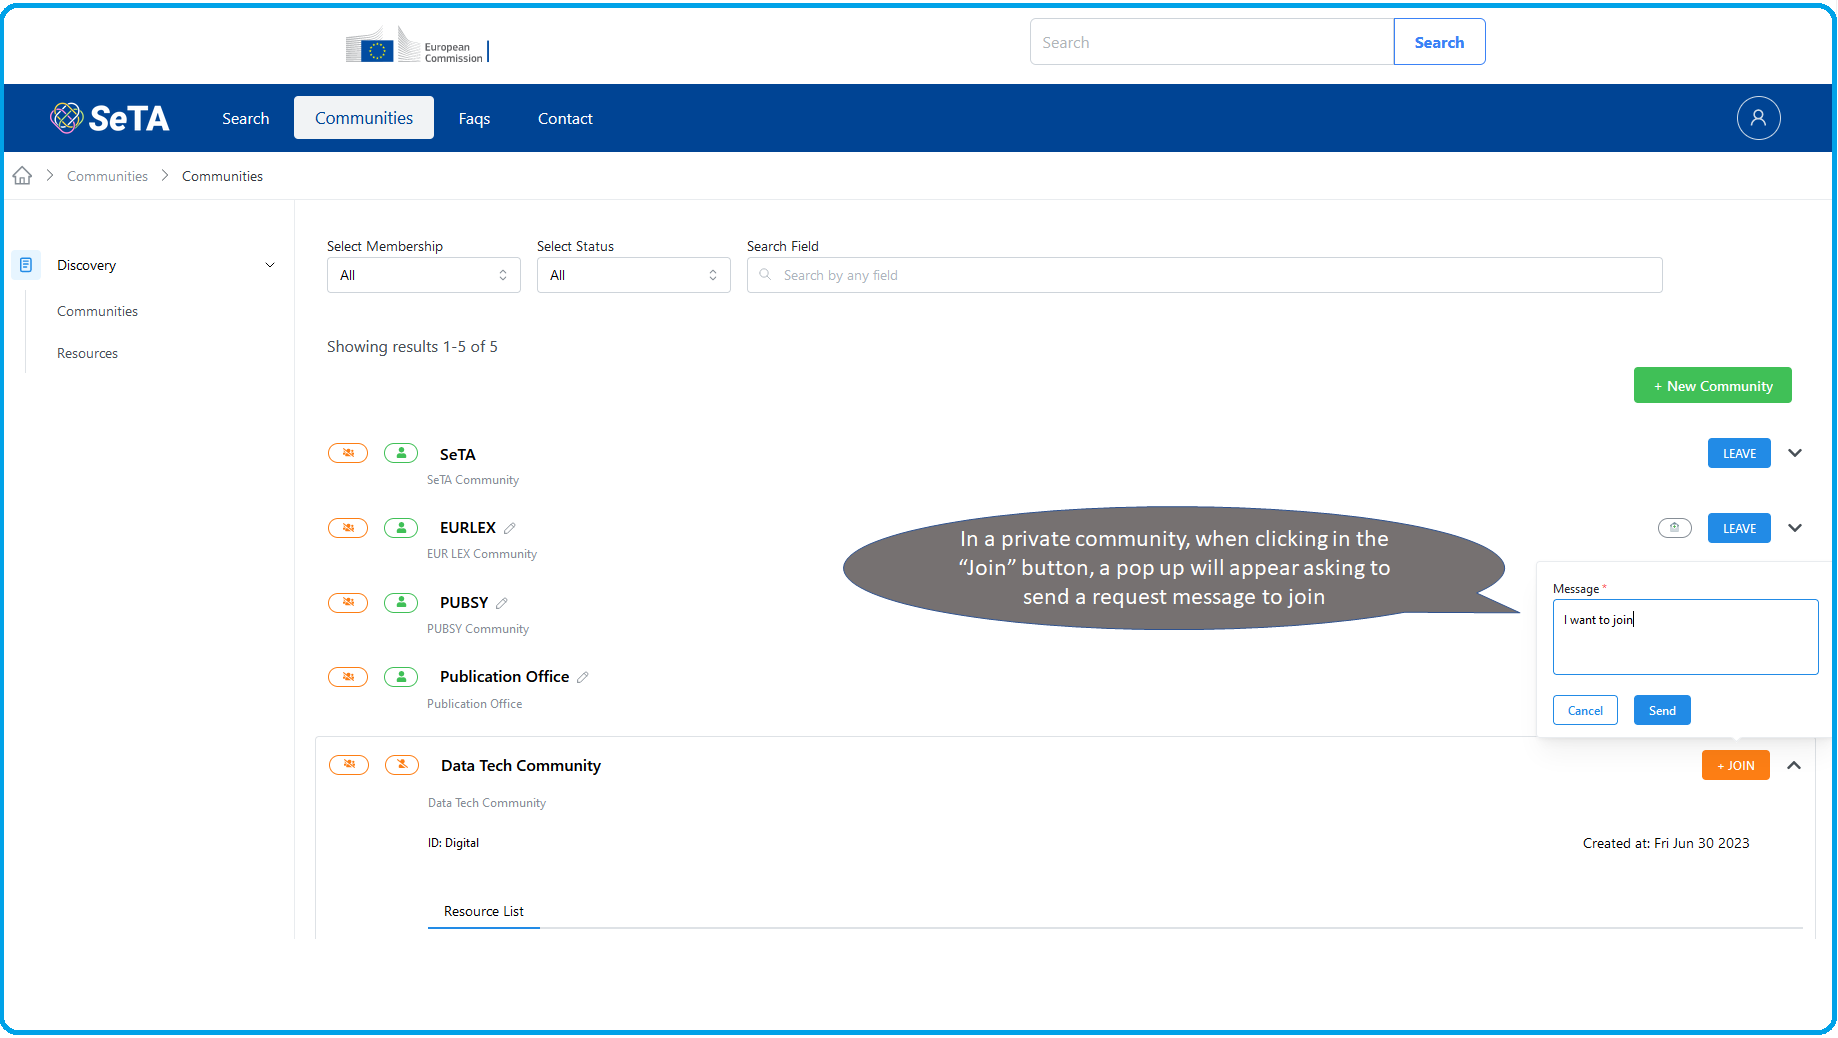 European
Commission
Search
Search
SeTA
Search
Communities
Faqs
Contact
Communities
Communities
Discovery
Communities
Resources
Select Membership
All
Select Status
All
Search Field
Search by any field
Showing results 1-5 of 5
+ New Community
SeTA
SeTA Community
LEAVE
EURLEX
EUR LEX Community
LEAVE
In a private community, when clicking in the
“Join” button, a pop up will appear asking to
send a request message to join
PUBSY
PUBSY Community
Message *
I want to join
Cancel
Send
Publication Office
Publication Office
Data Tech Community
+ JOIN
Data Tech Community
ID: Digital
Created at: Fri Jun 30 2023
Resource List